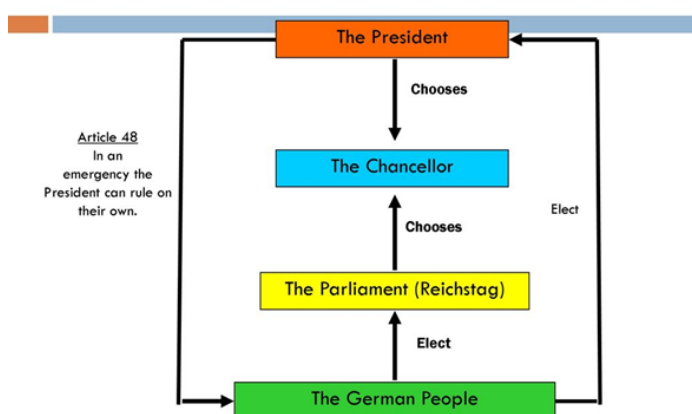 The President
Chooses
Article 48
In an
emergency the
President can rule on
their own.
The Chancellor
Elect
Chooses
The Parliament (Reichstag)
Elect
The German People